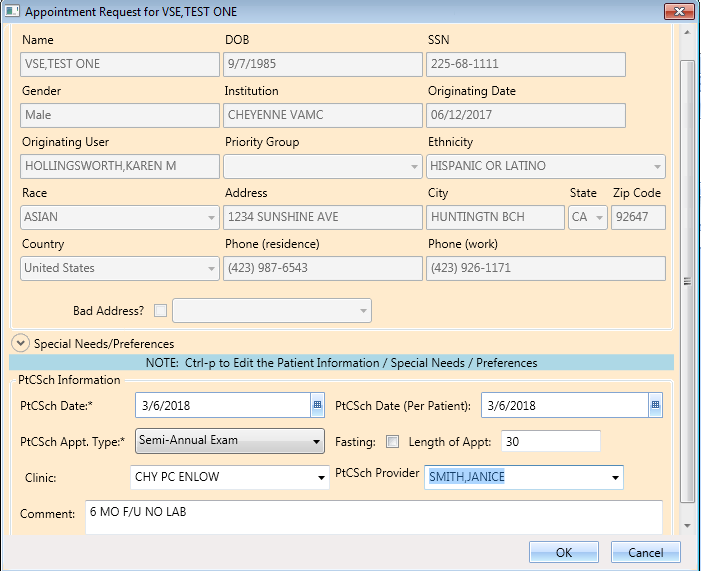 Appointment Request for VSE,TEST ONE
Name DOB SSN
VSE,TEST ONE 9/7/1985 225-68-1111
Gender Institution Originating Date
Male CHEYENNE VAMC 06/12/2017
Originating User Priority Group Ethnicity
HOLLINGSWORTH,KAREN M HISPANIC OR LATINO
Race Address City State Zip Code
ASIAN 1234 SUNSHINE AVE HUNTINGTN BCH CA 92647
Country Phone (residence) Phone (work)
United States (423) 987-6543 (423) 926-1171
Bad Address?
Special Needs/Preferences
NOTE: Ctrl-p to Edit the Patient Information / Special Needs / Preferences
PtCSch Information
PtCSch Date:* 3/6/2018 PtCSch Date (Per Patient): 3/6/2018
PtCSch Appt. Type:* Semi-Annual Exam Fasting: Length of Appt: 30
Clinic: CHY PC ENLOW PtCSch Provider SMITH,JANICE
Comment: 6 MO F/U NO LAB
OK Cancel